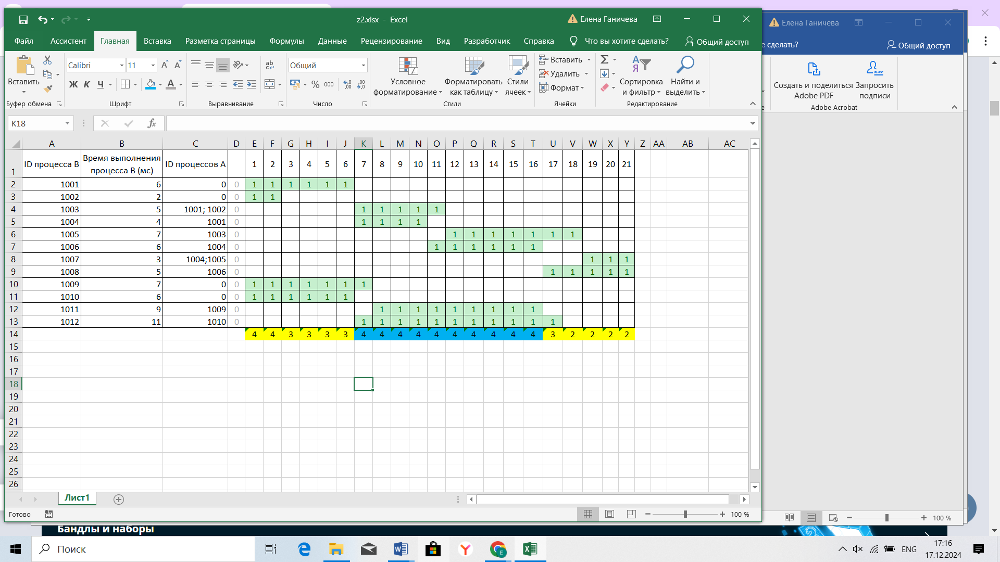 z2.xlsx - Excel
Елена Ганичева
Елена Ганичева
Файл Ассистент Главная Вставка Разметка страницы Формулы Данные Рецензирование Вид Разработчик Справка Что вы хотите сделать? Общий доступ
е сделать? Общий доступ
Вставить
Буфер обмена
Calibri 11
Ж К Ч
Шрифт
Выравнивание
Общий
% 000
Число
Условное форматирование
Форматировать как таблицу
Стили ячеек
Стили
Вставить
Удалить
Формат
Ячейки
Сортировка и фильтр
Найти и выделить
Редактирование
Создать и поделиться Adobe PDF
Запросить подписи
Adobe Acrobat
K18 fx
A B C D E F G H I J K L M N O P Q R S T U V W X Y Z AA AB AC
1 ID процесса B Время выполнения процесса B (мс) ID процессов A 1 2 3 4 5 6 7 8 9 10 11 12 13 14 15 16 17 18 19 20 21
2 1001 6 0 0 1 1 1 1 1 1
3 1002 2 0 0 1 1
4 1003 5 1001; 1002 0 1 1 1 1 1
5 1004 4 1001 0 1 1 1 1
6 1005 7 1003 0 1 1 1 1 1 1 1
7 1006 6 1004 0 1 1 1 1 1 1
8 1007 3 1004;1005 0 1 1 1
9 1008 5 1006 0 1 1 1 1 1
10 1009 7 0 0 1 1 1 1 1 1 1
11 1010 6 0 0 1 1 1 1 1 1
12 1011 9 1009 0 1 1 1 1 1 1 1 1 1
13 1012 11 1010 0 1 1 1 1 1 1 1 1 1 1 1
14 4 4 3 3 3 3 4 4 4 4 4 4 4 4 4 4 3 2 2 2 2
15
16
17
18
19
20
21
22
23
24
25
26
Лист1
Готово 100 %
100 %
Бандлы и наборы
Поиск
ENG
17:16
17.12.2024